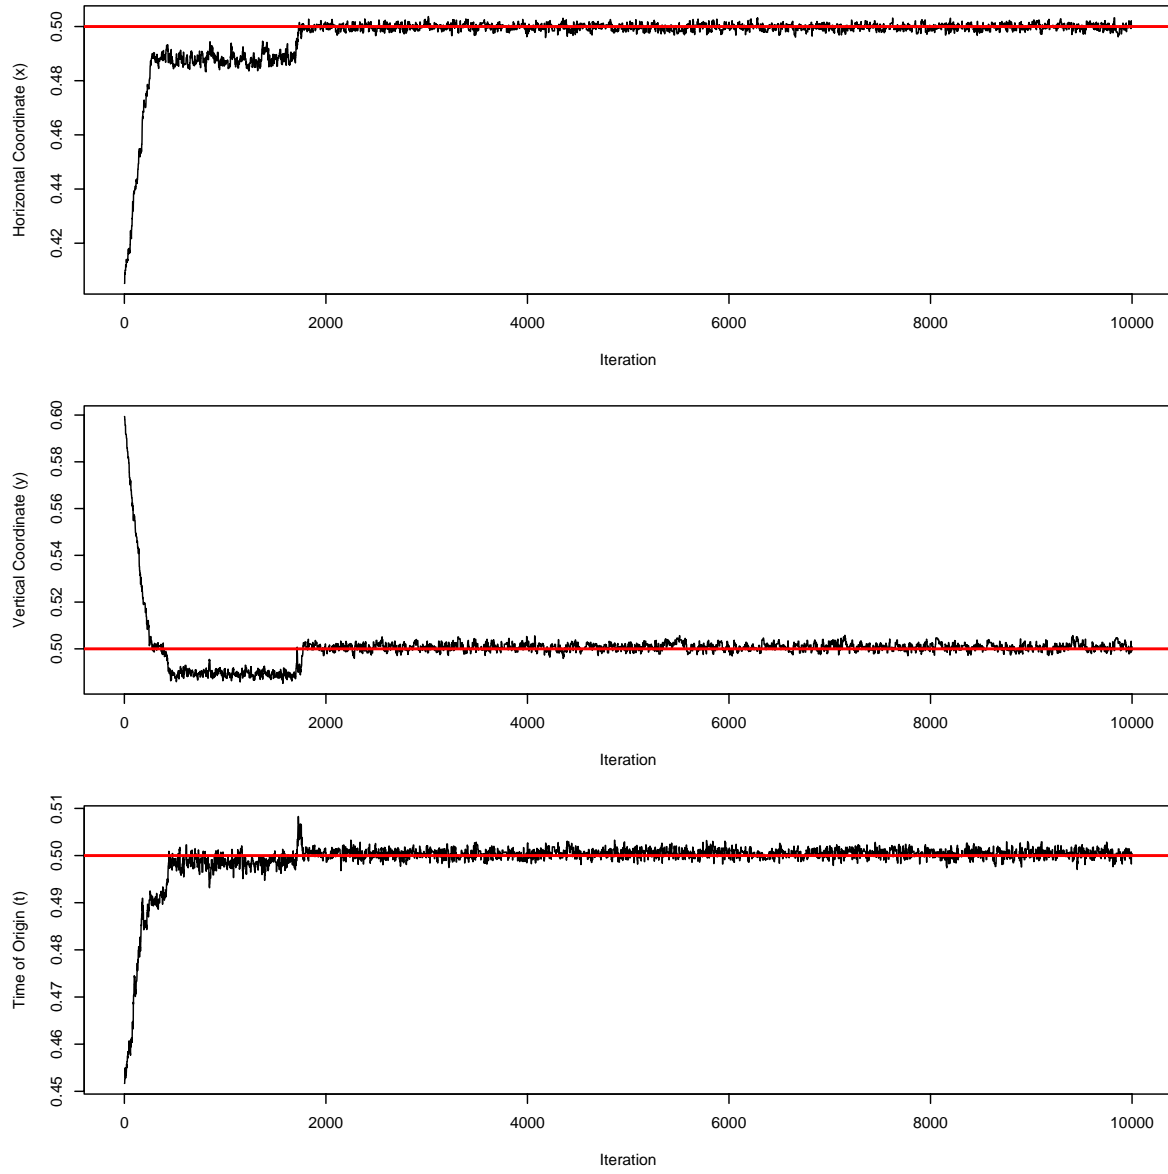 Horizontal Coordinate (x)
0.50
0.48
0.46
0.44
0.42
0 2000 4000 6000 8000 10000
Iteration
Vertical Coordinate (y)
0.60
0.58
0.56
0.54
0.52
0.50
0 2000 4000 6000 8000 10000
Iteration
Time of Origin (t)
0.51
0.50
0.49
0.48
0.47
0.46
0.45
0 2000 4000 6000 8000 10000
Iteration